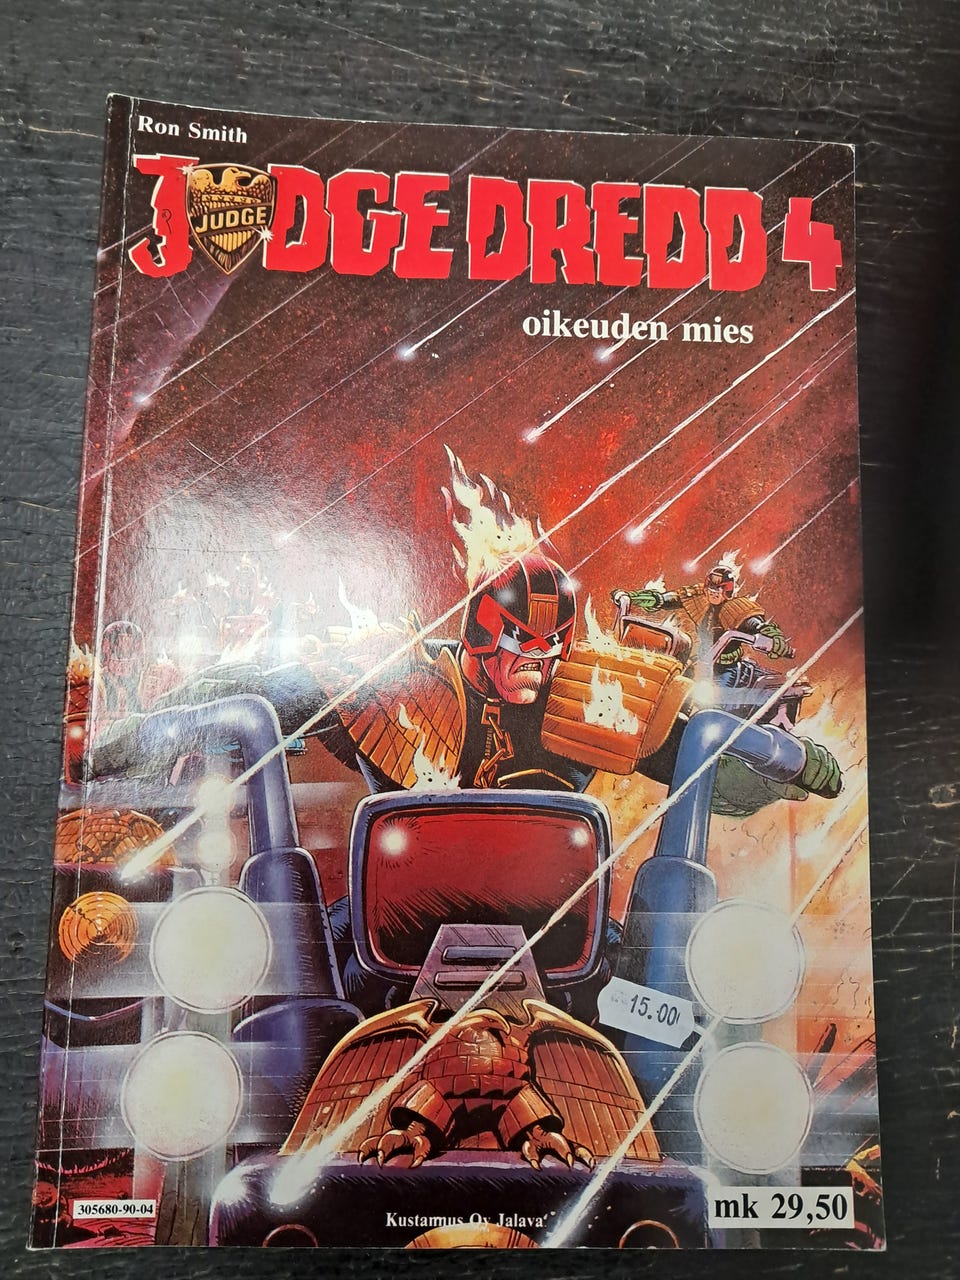 Ron Smith
JUDGE DREDD 4
JUDGE
oikeuden mies
15.00
305680-90-04
Kustannus Oy Jalava
mk 29,50